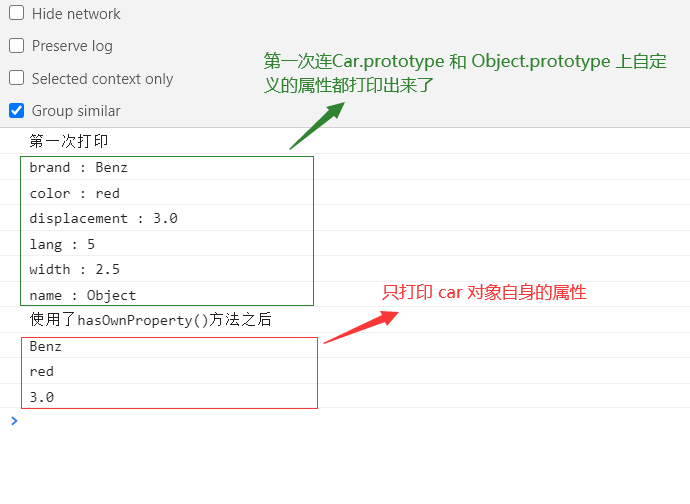 Hide network
Preserve log
Selected context only
Group similar
第一次连Car.prototype 和 Object.prototype 上自定
义的属性都打印出来了
第一次打印
brand : Benz
color : red
displacement : 3.0
lang : 5
width : 2.5
name : Object
只打印 car 对象自身的属性
使用了hasOwnProperty()方法之后
Benz
red
3.0